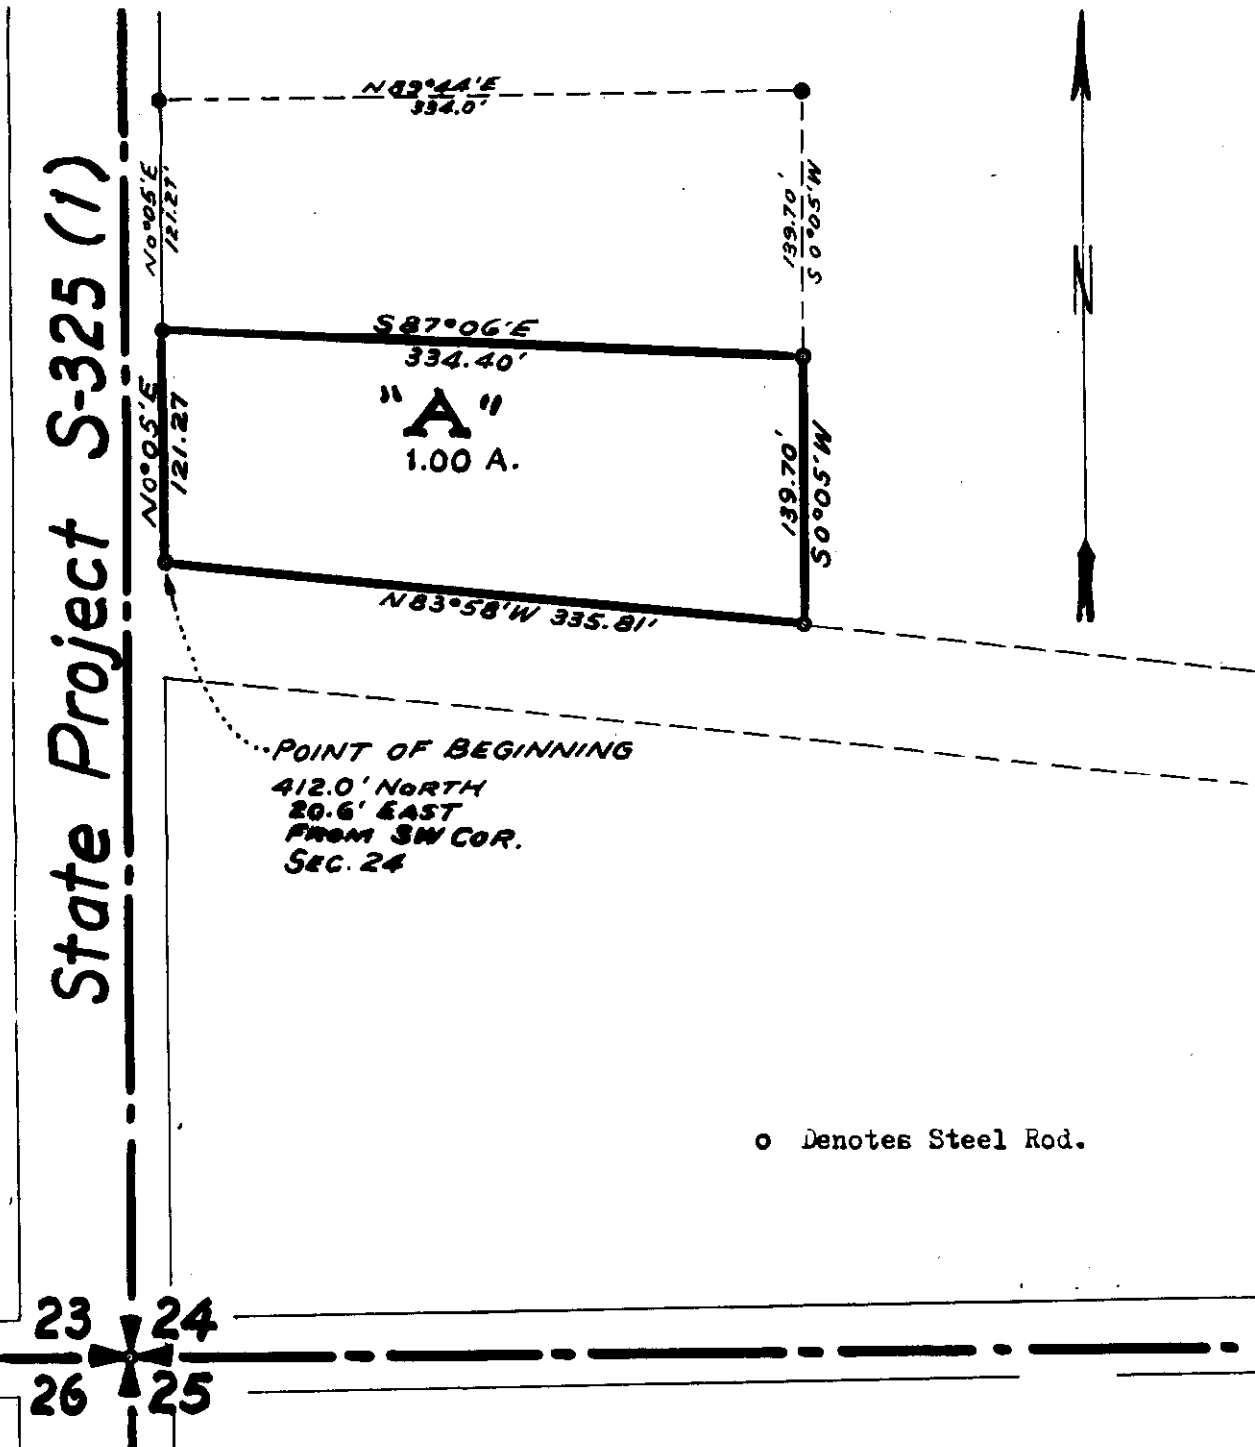 N 89°44'E
334.0'
N0°05'E
121.27'
139.70'
S0°05'W
State Project S-325 (1)
N
S 87°06'E
334.40'
"A"
1.00 A.
N0°05'E
121.27
139.70'
S0°05'W
N83°58'W 335.81'
POINT OF BEGINNING
412.0' NORTH
20.6' EAST
FROM SW COR.
SEC. 24
o Denotes Steel Rod.
23 24
26 25